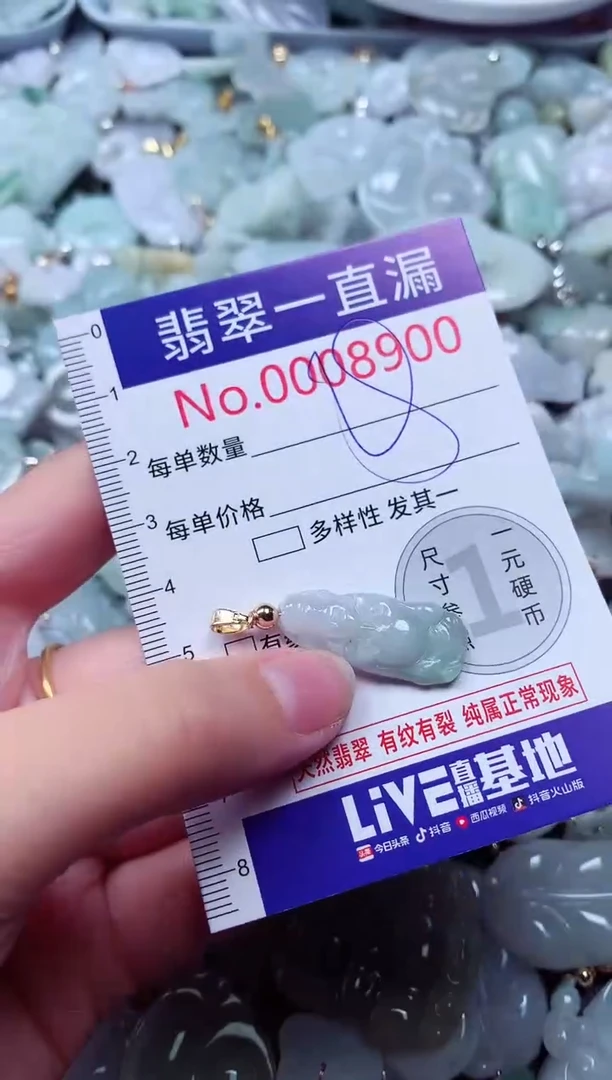 0
翡翠一直漏
No.0008900
1
2
每单数量
3
每单价格
多样性 发其一
4
尺寸参
1
一元硬币
5
有
天然翡翠 有纹有裂 纯属正常现象
LiVE直播基地
头条 今日头条 抖音 西瓜视频 抖音火山版
8